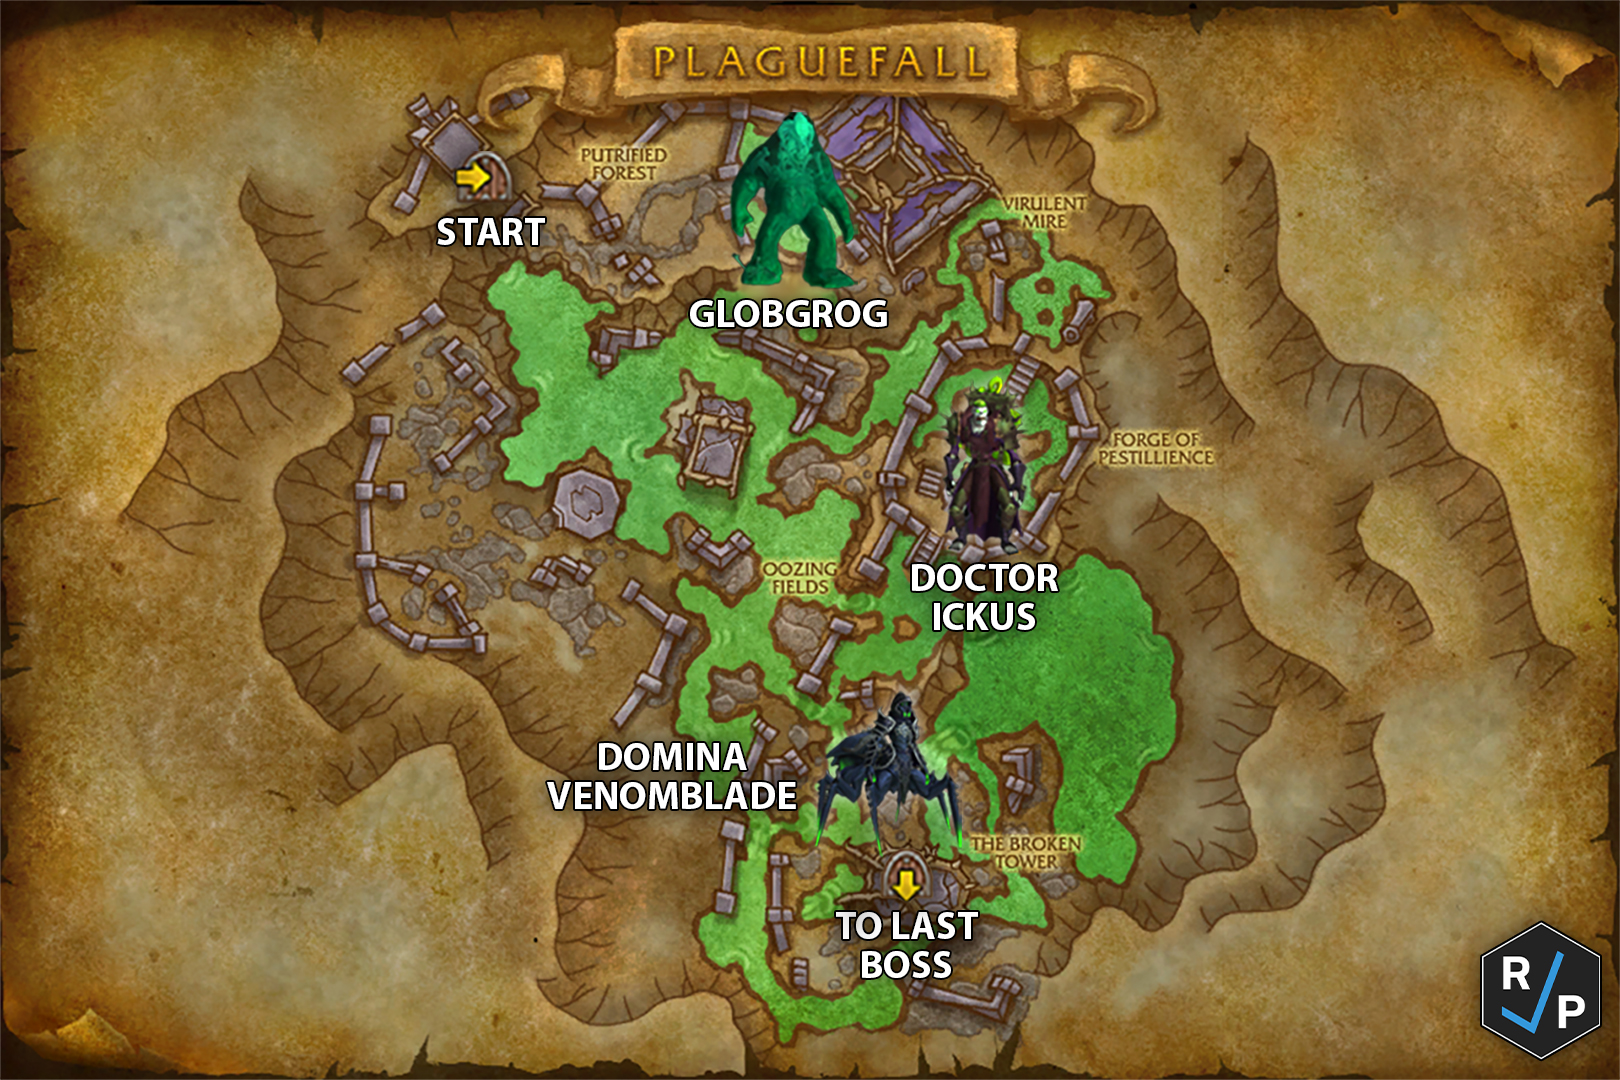 PLAGUEFALL
PUTRIFIED
FOREST
VIRULENT
MIRE
START
GLOBGROG
FORGE OF
PESTILLIENCE
OOZING
FIELDS
DOCTOR
ICKUS
DOMINA
VENOMBLADE
THE BROKEN
TOWER
TO LAST
BOSS
R
P